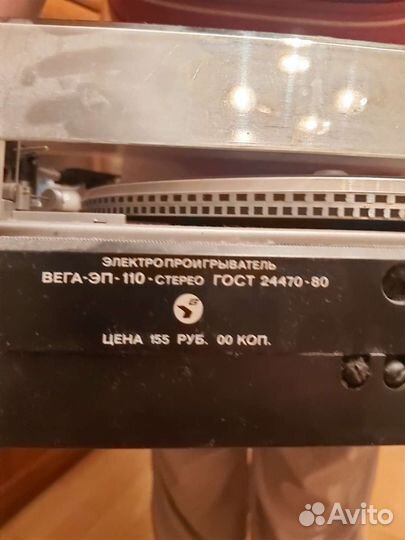 ЭЛЕКТРОПРОИГРЫВАТЕЛЬ
ВЕГА-ЭП-110-СТЕРЕО ГОСТ 24470-80
ЦЕНА 155 РУБ. 00 КОП.
Avito